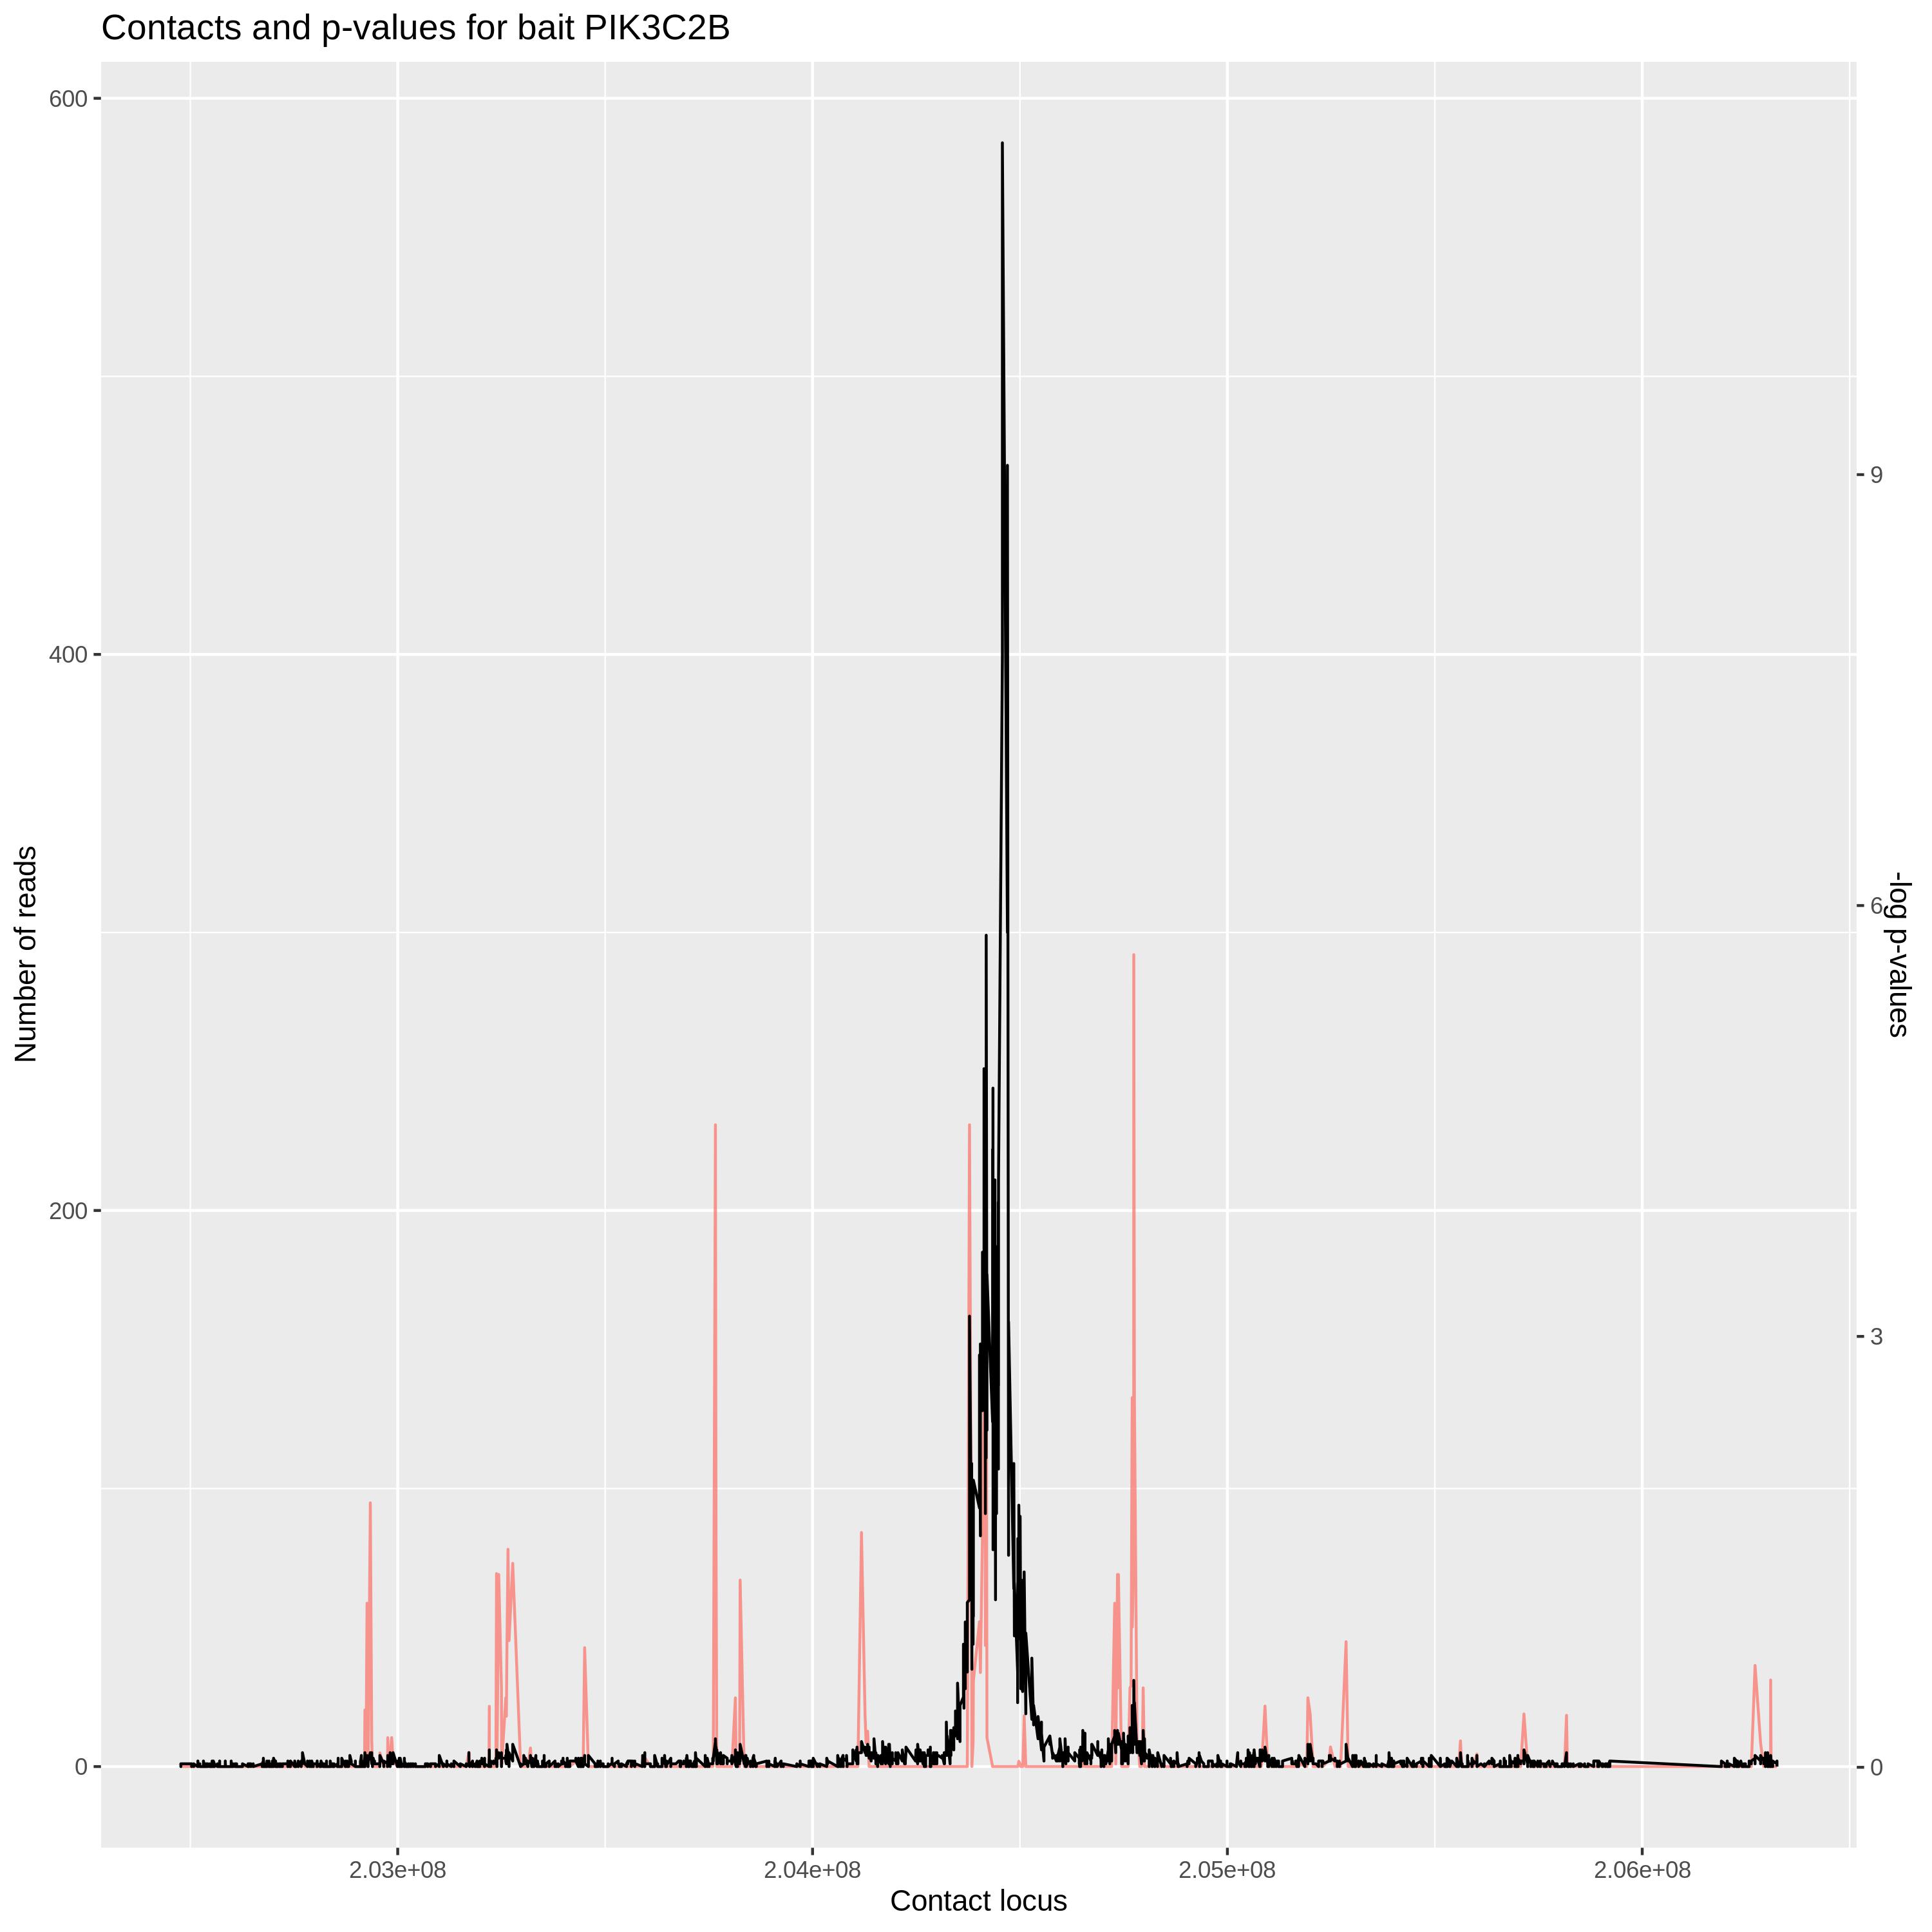 Contacts and p-values for bait PIK3C2B
600
400
200
0
Number of reads
9
6
3
0
-log p-values
2.03e+08
2.04e+08
2.05e+08
2.06e+08
Contact locus